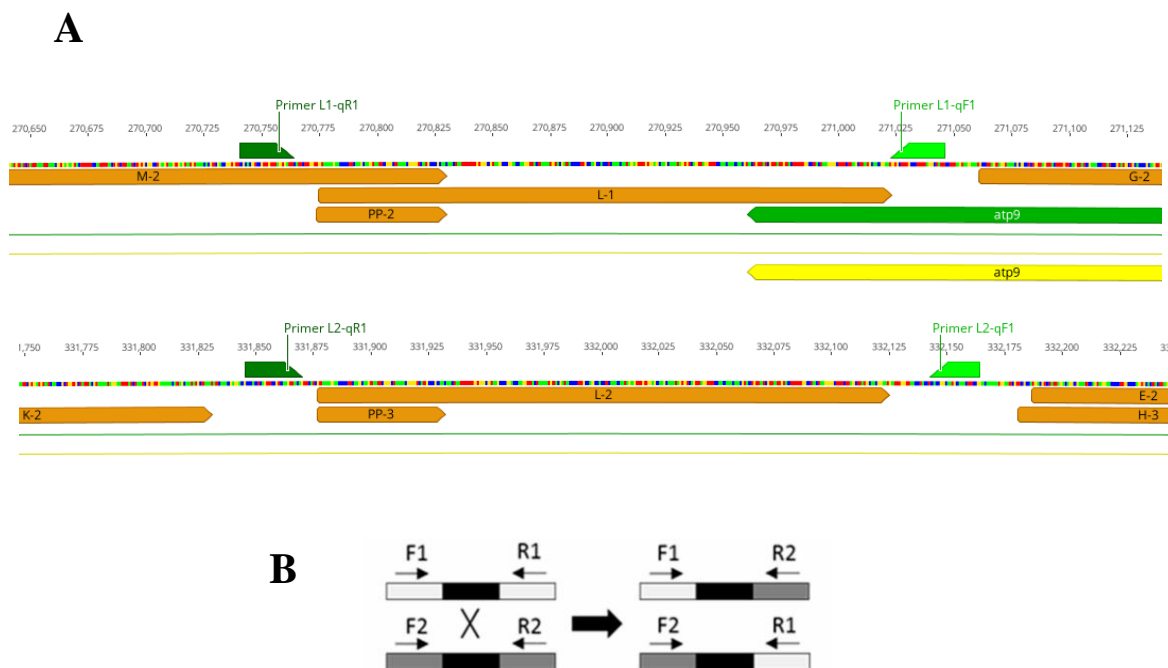 A
Primer L1-qR1 Primer L1-qF1
270,650 270,675 270,700 270,725 270,750 270,775 270,800 270,830 270,850 270,900 270,925 270,950 270,975 271,000 271,025 271,050 271,075 271,100 271,125
M-2 G-2
L-1
PP-2 atp9
atp9
Primer L2-qR1 Primer L2-qF1
1,750 331,775 331,800 331,825 331,850 331,875 331,900 331,925 331,950 331,975 332,000 332,025 332,050 332,075 332,100 332,125 332,150 332,175 332,200 332,225
L-2 E-2
K-2 PP-3 H-3
B
F1 R1 F1 R2
F2 X R2 F2 R1